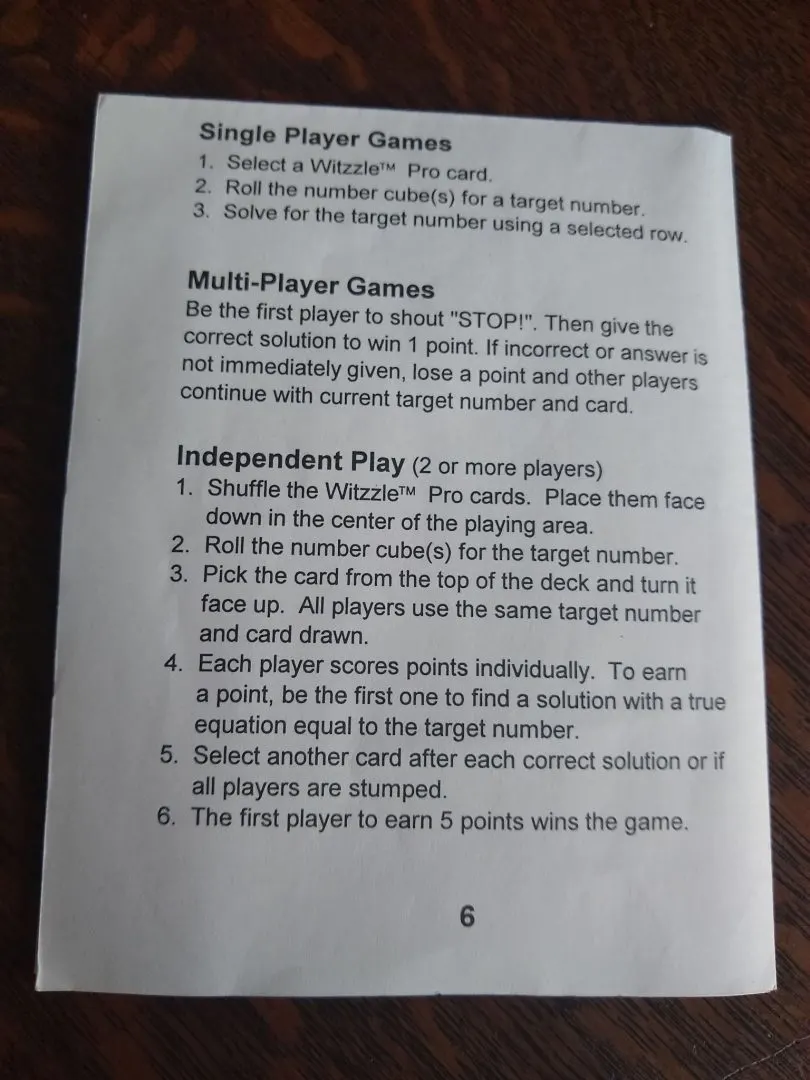 Single Player Games
1. Select a Witzzle™ Pro card.
2. Roll the number cube(s) for a target number.
3. Solve for the target number using a selected row.
Multi-Player Games
Be the first player to shout "STOP!". Then give the
correct solution to win 1 point. If incorrect or answer is
not immediately given, lose a point and other players
continue with current target number and card.
Independent Play (2 or more players)
1. Shuffle the Witzzle™ Pro cards. Place them face
down in the center of the playing area.
2. Roll the number cube(s) for the target number.
3. Pick the card from the top of the deck and turn it
face up. All players use the same target number
and card drawn.
4. Each player scores points individually. To earn
a point, be the first one to find a solution with a true
equation equal to the target number.
5. Select another card after each correct solution or if
all players are stumped.
6. The first player to earn 5 points wins the game.
6